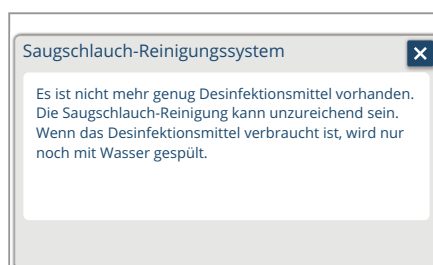 Saugschlauch-Reinigungssystem
Es ist nicht mehr genug Desinfektionsmittel vorhanden.
Die Saugschlauch-Reinigung kann unzureichend sein.
Wenn das Desinfektionsmittel verbraucht ist, wird nur
noch mit Wasser gespült.